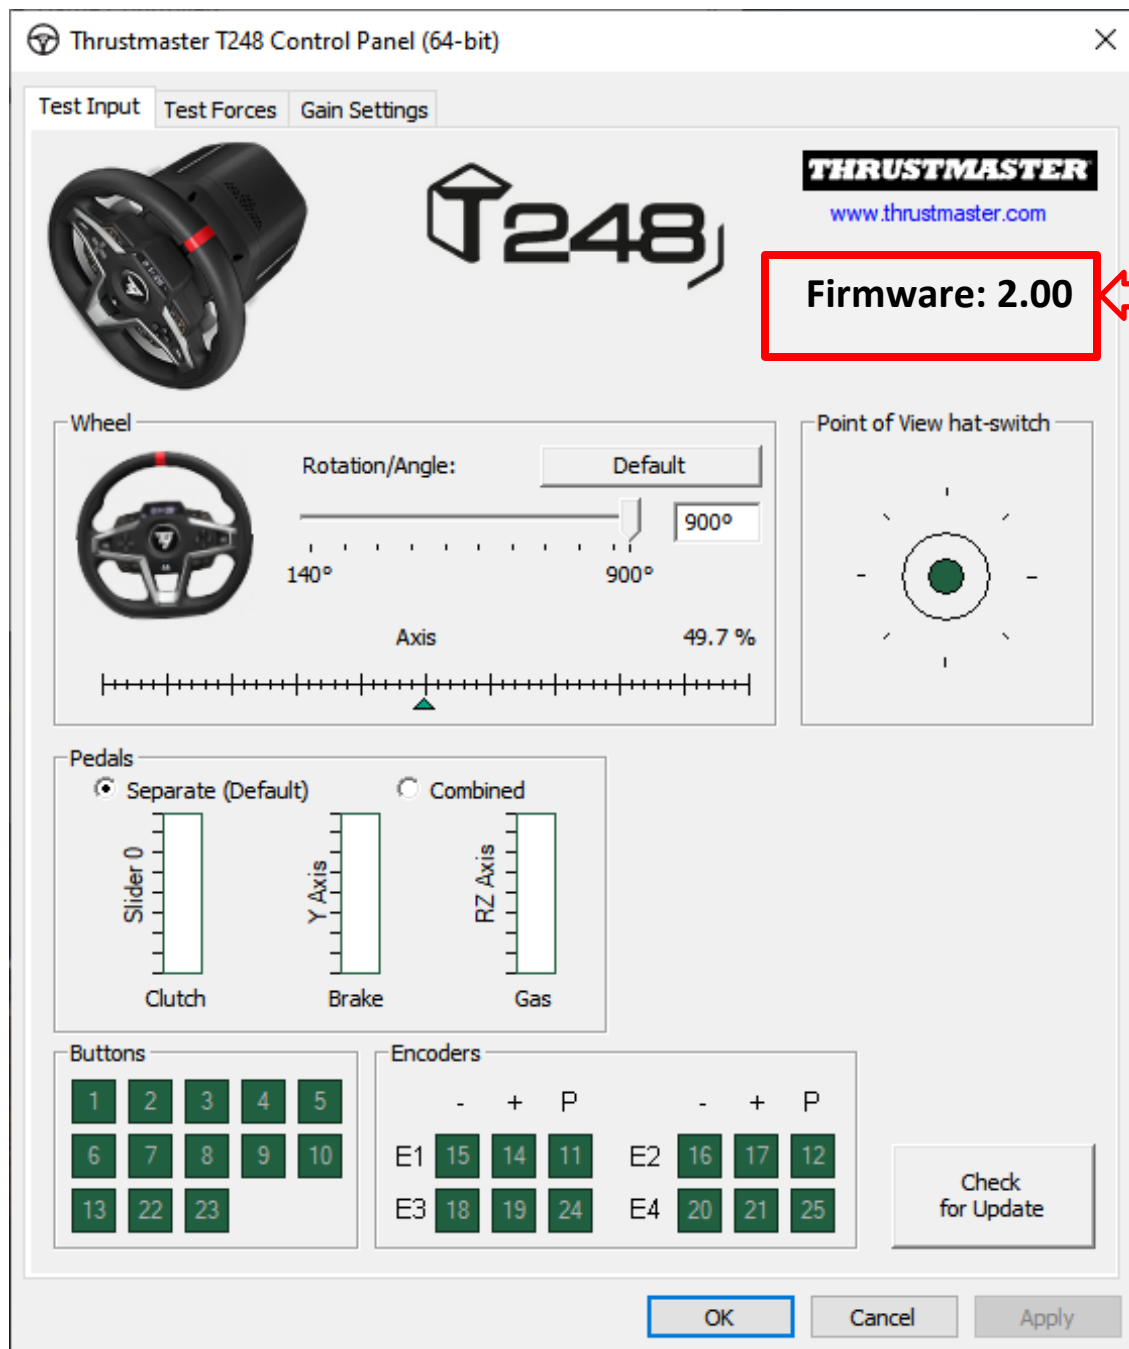 Thrustmaster T248 Control Panel (64-bit)
Test Input Test Forces Gain Settings
T248
THRUSTMASTER
www.thrustmaster.com
Firmware: 2.00
Wheel
Rotation/Angle: Default
900°
140° 900°
Axis 49.7 %
Point of View hat-switch
Pedals
Separate (Default) Combined
Slider 0 Y Axis RZ Axis
Clutch Brake Gas
Buttons
1 2 3 4 5
6 7 8 9 10
13 22 23
Encoders
- + P - + P
E1 15 14 11 E2 16 17 12
E3 18 19 24 E4 20 21 25
Check
for Update
OK Cancel Apply